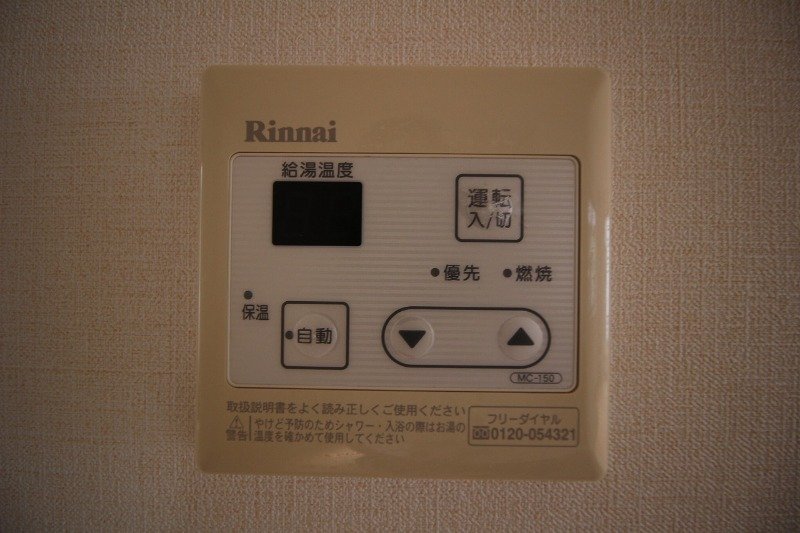 Rinnai
給湯温度
運転
入/切
優先
燃焼
保温
自動
▼
▲
MC-150
取扱説明書をよく読み正しくご使用ください
警告
やけど予防のためシャワー・入浴の際はお湯の
温度を確かめて使用してください
フリーダイヤル
0120-054321